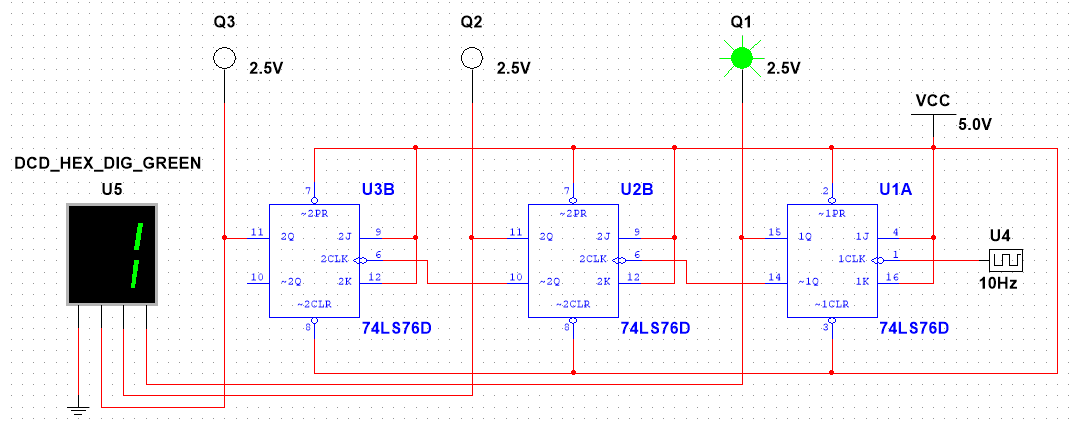 Q3
Q2
Q1
2.5V
2.5V
2.5V
VCC
5.0V
DCD_HEX_DIG_GREEN
U5
1
U3B
7
~2PR
11
2Q
2J
9
2CLK
6
10
~2Q
2K
12
~2CLR
8
74LS76D
U2B
7
~2PR
11
2Q
2J
9
2CLK
6
10
~2Q
2K
12
~2CLR
8
74LS76D
U1A
2
~1PR
15
1Q
1J
4
1CLK
1
14
~1Q
1K
16
~1CLR
3
74LS76D
U4
10Hz